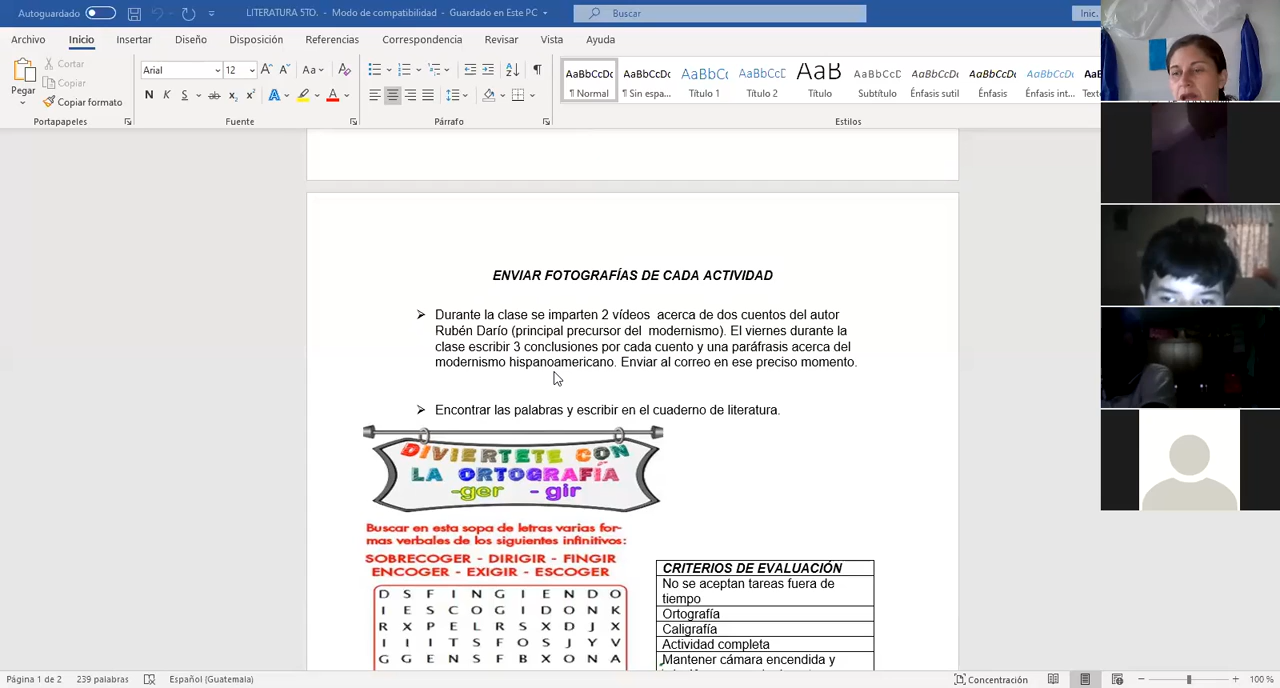 Autoguardado
LITERATURA 5TO. - Modo de compatibilidad - Guardado en Este PC
Buscar
Inic.
Archivo Inicio Insertar Diseño Disposición Referencias Correspondencia Revisar Vista Ayuda
Pegar
Cortar
Copiar
Copiar formato
Portapapeles
Arial 12
N K S ab x₂ x²
Fuente
Párrafo
AaBbCcDc AaBbCcDc AaBbCc AaBbCcD AaB AaBbCcD AaBbCcDc AaBbCcDc AaBbCcDc AaB
¶ Normal ¶ Sin espa... Título 1 Título 2 Título Subtítulo Énfasis sutil Énfasis Énfasis int... Text
Estilos
ENVIAR FOTOGRAFÍAS DE CADA ACTIVIDAD
Durante la clase se imparten 2 vídeos acerca de dos cuentos del autor
Rubén Darío (principal precursor del modernismo). El viernes durante la
clase escribir 3 conclusiones por cada cuento y una paráfrasis acerca del
modernismo hispanoamericano. Enviar al correo en ese preciso momento.
Encontrar las palabras y escribir en el cuaderno de literatura.
DIVIERTETE CON
LA ORTOGRAFÍA
-ger - gir
Buscar en esta sopa de letras varias for-
mas verbales de los siguientes infinitivos:
SOBRECOGER - DIRIGIR - FINGIR
ENCOGER - EXIGIR - ESCOGER
D S F I N G I E N D O
I E S C O G I D O N K
R X P E L R S X D J X
I I I T S F O S J Y V
G G E N S F B X O N A
CRITERIOS DE EVALUACIÓN
No se aceptan tareas fuera de
tiempo
Ortografía
Caligrafía
Actividad completa
Mantener cámara encendida y
Página 1 de 2 239 palabras Español (Guatemala) Concentración 100 %